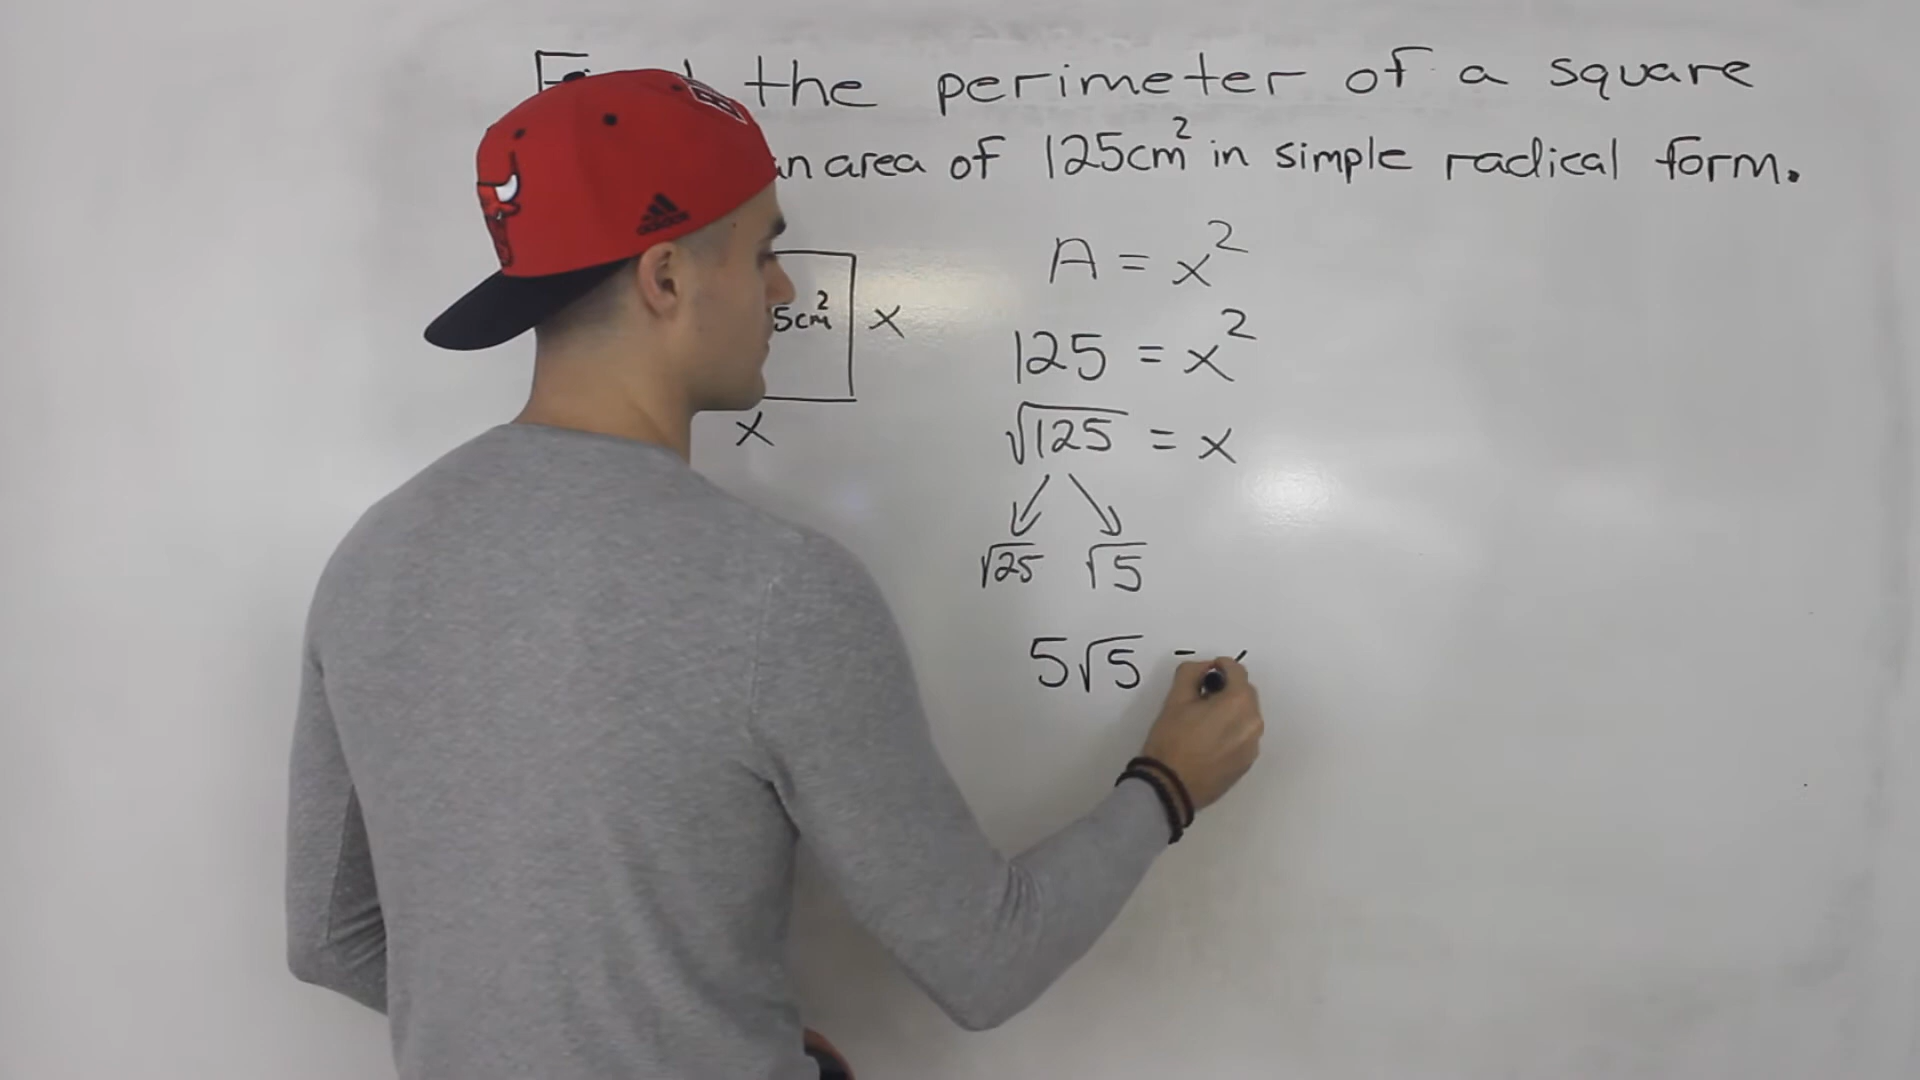 the perimeter of a square
an area of 125cm² in simple radical form.
5cm²
x
x
A = x²
125 = x²
√125 = x
√25 √5
5√5 =
adidas